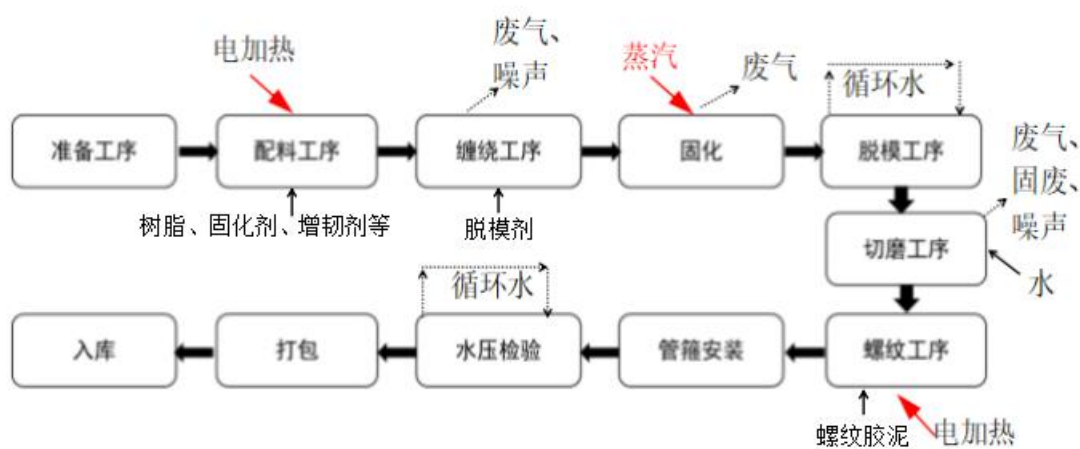 电加热
废气、
噪声
蒸汽
废气
循环水
准备工序
配料工序
缠绕工序
固化
脱模工序
废气、
固废、
噪声
树脂、固化剂、增韧剂等
脱模剂
切磨工序
水
循环水
入库
打包
水压检验
管箍安装
螺纹工序
螺纹胶泥
电加热